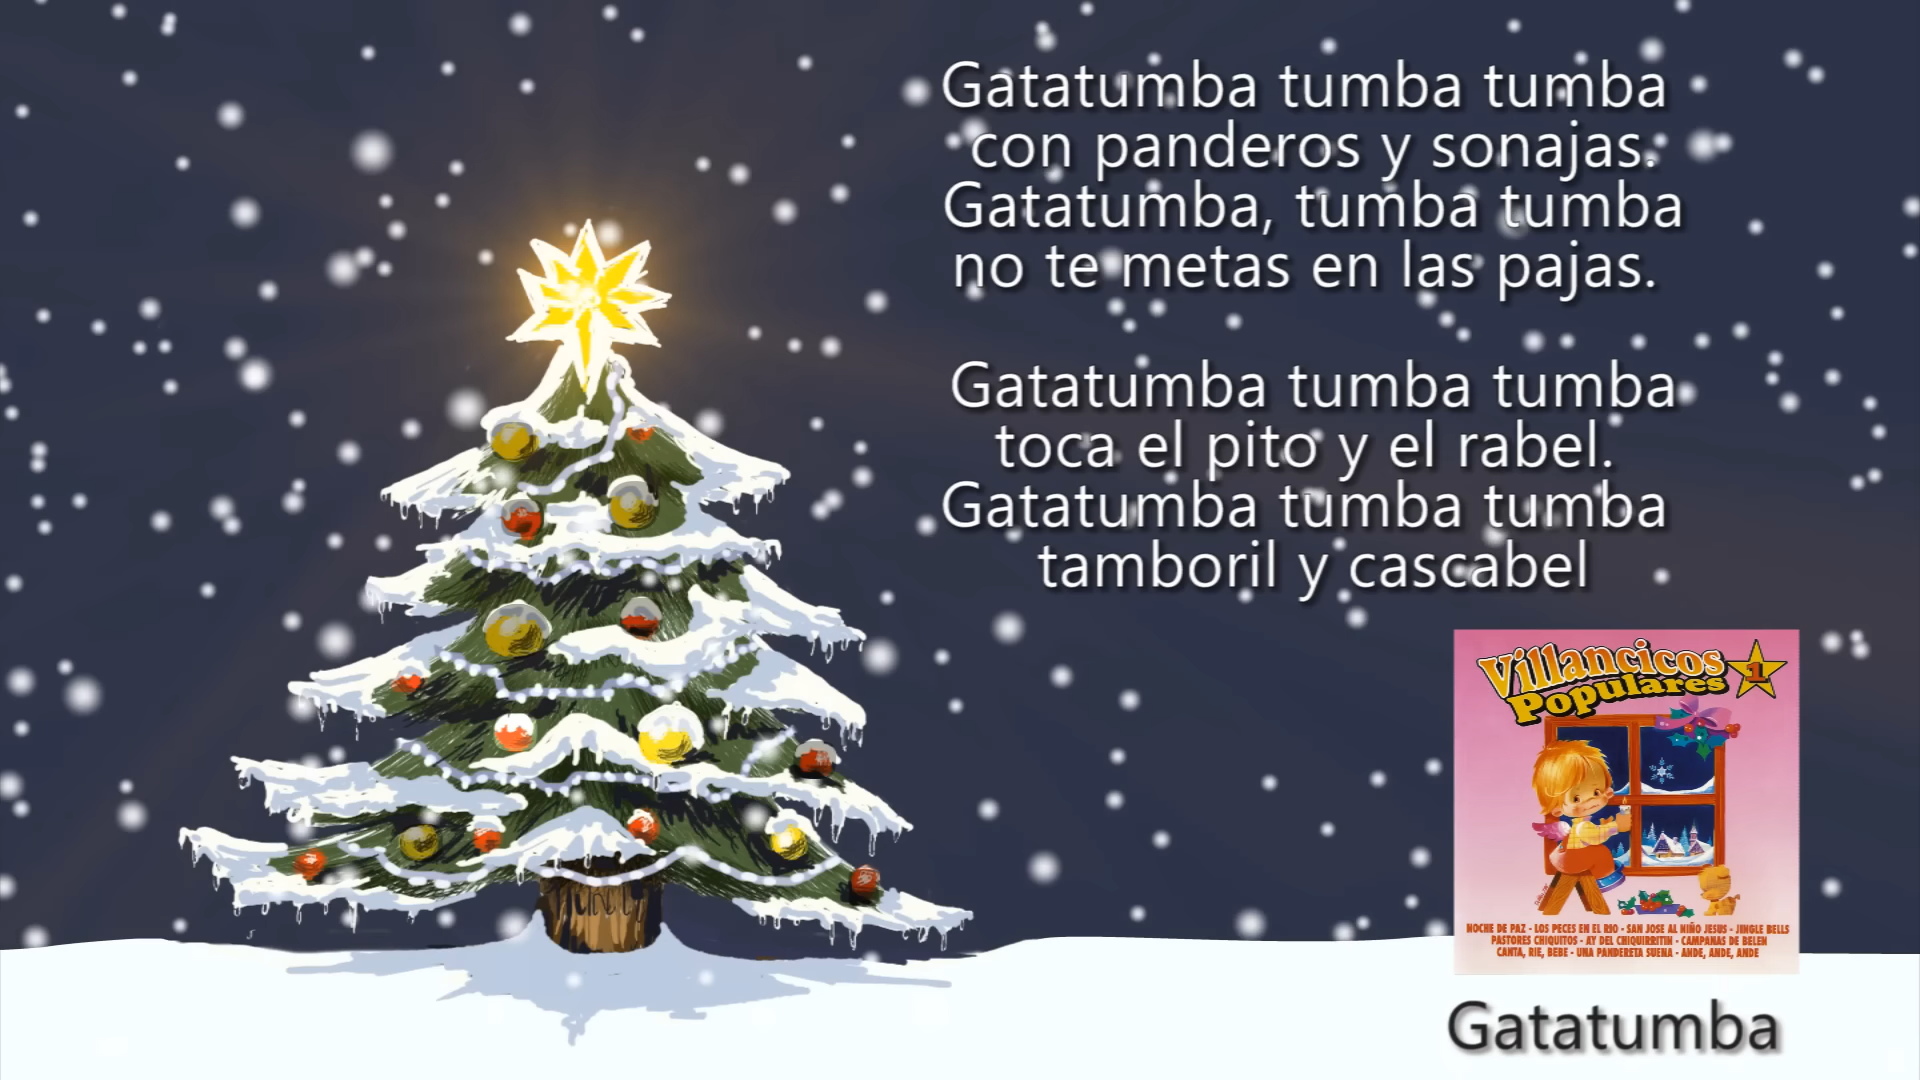 Gatatumba tumba tumba
con panderos y sonajas.
Gatatumba, tumba tumba
no te metas en las pajas.
Gatatumba tumba tumba
toca el pito y el rabel.
Gatatumba tumba tumba
tamboril y cascabel
Villancicos
Populares
1
NOCHE DE PAZ - LOS PECES EN EL RIO - SAN JOSE AL NIÑO JESUS - JINGLE BELLS
PASTORES CHIQUITOS - AY DEL CHIQUIRRITIN - CAMPANAS DE BELEN
CANTA, RIE, BEBE - UNA PANDERETA SUENA - ANDE, ANDE, ANDE
Gatatumba